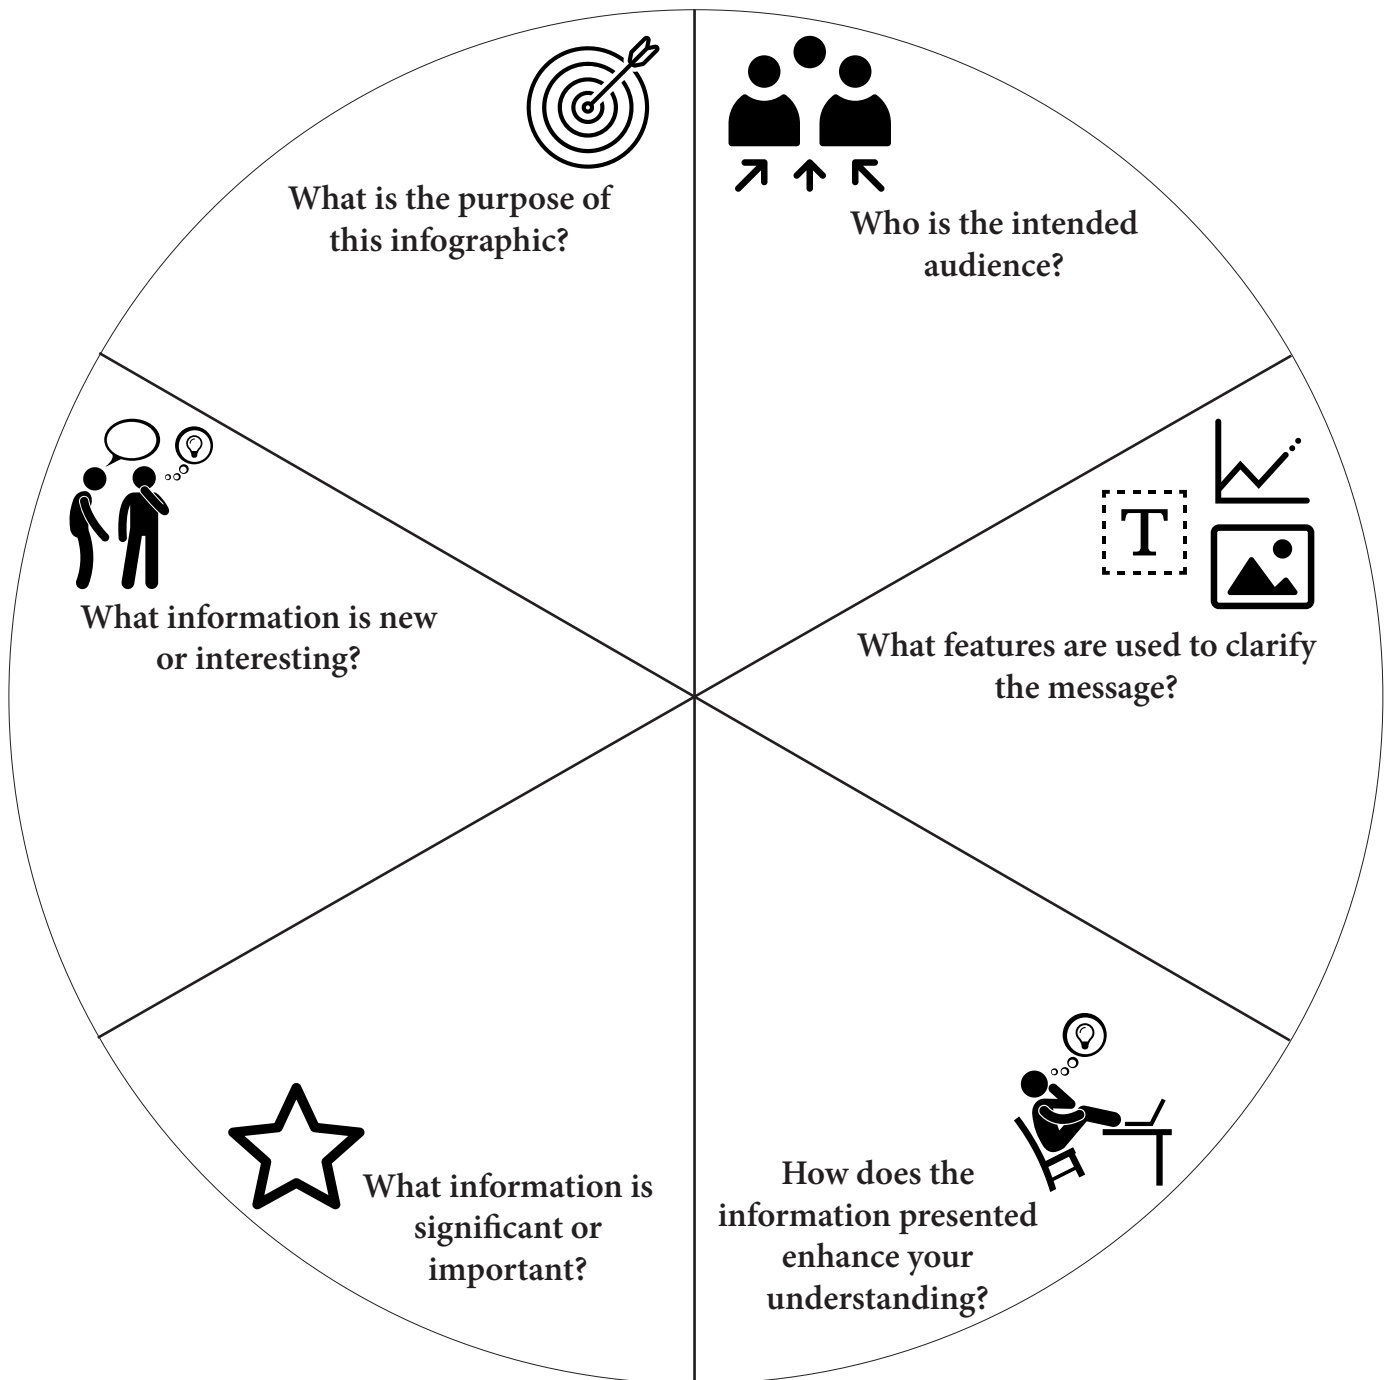 What is the purpose of
this infographic?
Who is the intended
audience?
What information is new
or interesting?
T
What features are used to clarify
the message?
What information is
significant or
important?
How does the
information presented
enhance your
understanding?